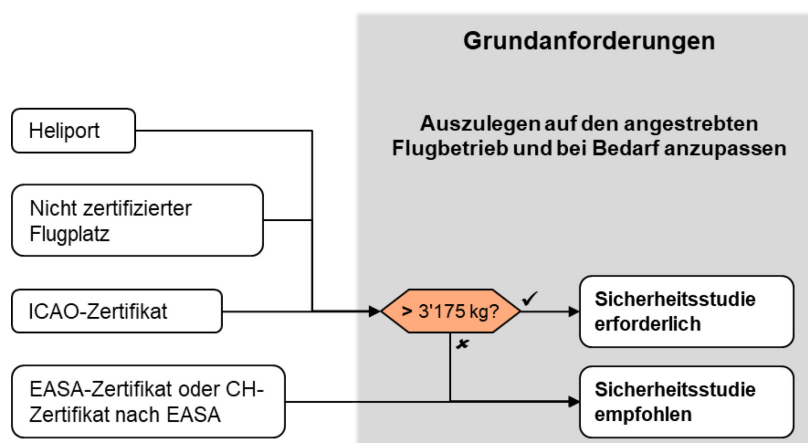 Grundanforderungen
Auszulegen auf den angestrebten
Flugbetrieb und bei Bedarf anzupassen
Heliport
Nicht zertifizierter
Flugplatz
ICAO-Zertifikat
> 3'175 kg?
✓
Sicherheitsstudie
erforderlich
✘
EASA-Zertifikat oder CH-
Zertifikat nach EASA
Sicherheitsstudie
empfohlen